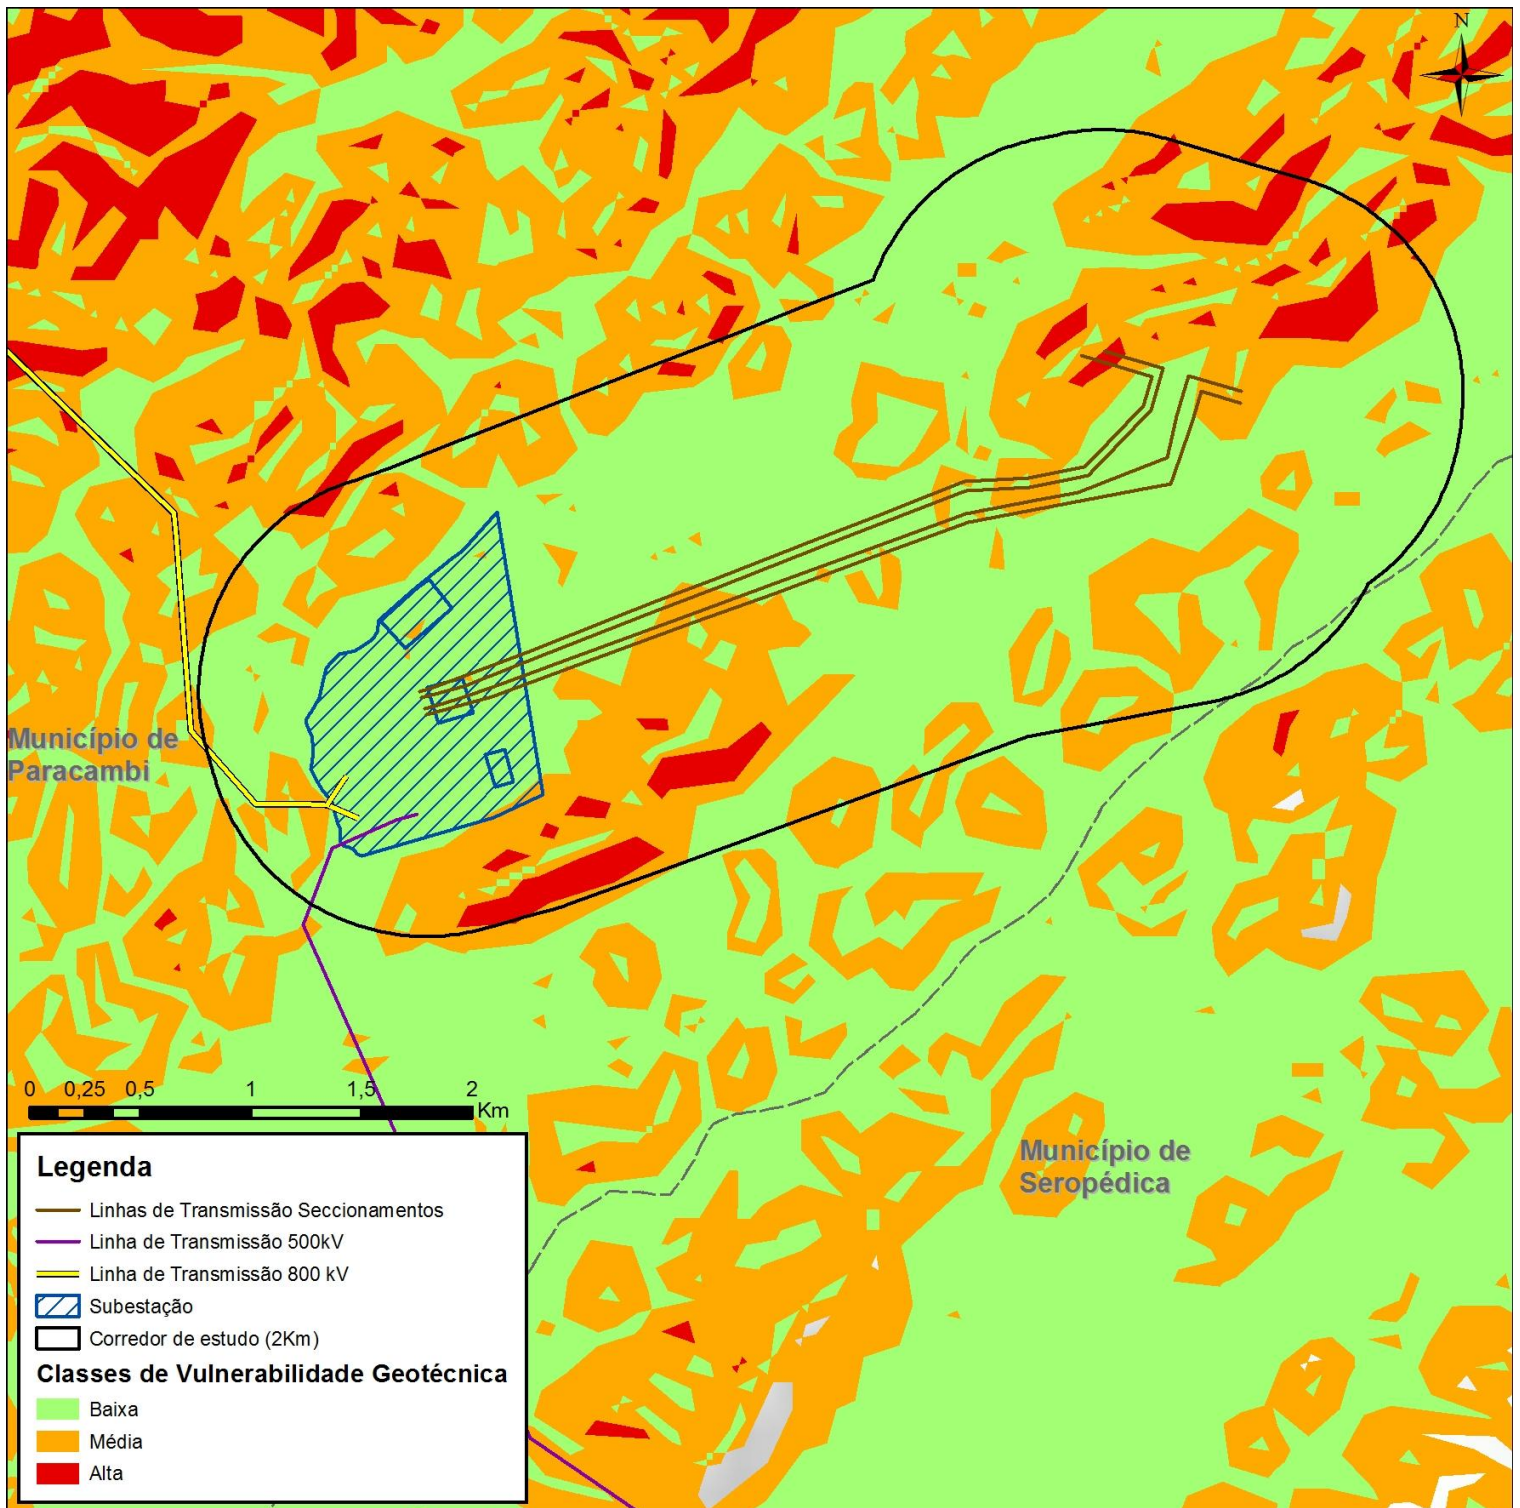 N
Município de
Paracambi
0 0,25 0,5 1 1,5 2
Km
Legenda
Linhas de Transmissão Seccionamentos
Linha de Transmissão 500kV
Linha de Transmissão 800 kV
Subestação
Corredor de estudo (2Km)
Classes de Vulnerabilidade Geotécnica
Baixa
Média
Alta
Município de
Seropédica